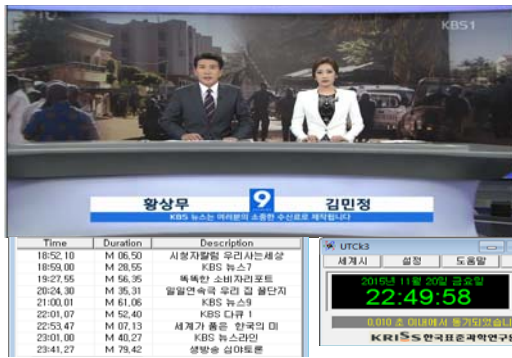 KBS1
황상무 9 김민정
KBS 뉴스는 여러분의 소중한 수신료로 제작됩니다
Time Duration Description
18:52,10 M 06,50 시청자칼럼 우리사는세상
18:59,00 M 28,55 KBS 뉴스7
19:27,55 M 56,35 똑똑한 소비자리포트
20:24,30 M 35,31 일일연속극 우리 집 꿀단지
21:00,01 M 61,06 KBS 뉴스9
22:01,07 M 52,40 KBS 다큐 1
22:53,47 M 07,13 세계가 품은 한국의 미
23:01,00 M 40,27 KBS 뉴스라인
23:41,27 M 79,42 생방송 심야토론
UTCk3
세계시 설정 도움말
2015년 11월 20일 금요일
22:49:58
0.010 초 이내에서 동기되었습니
KRISS 한국표준과학연구